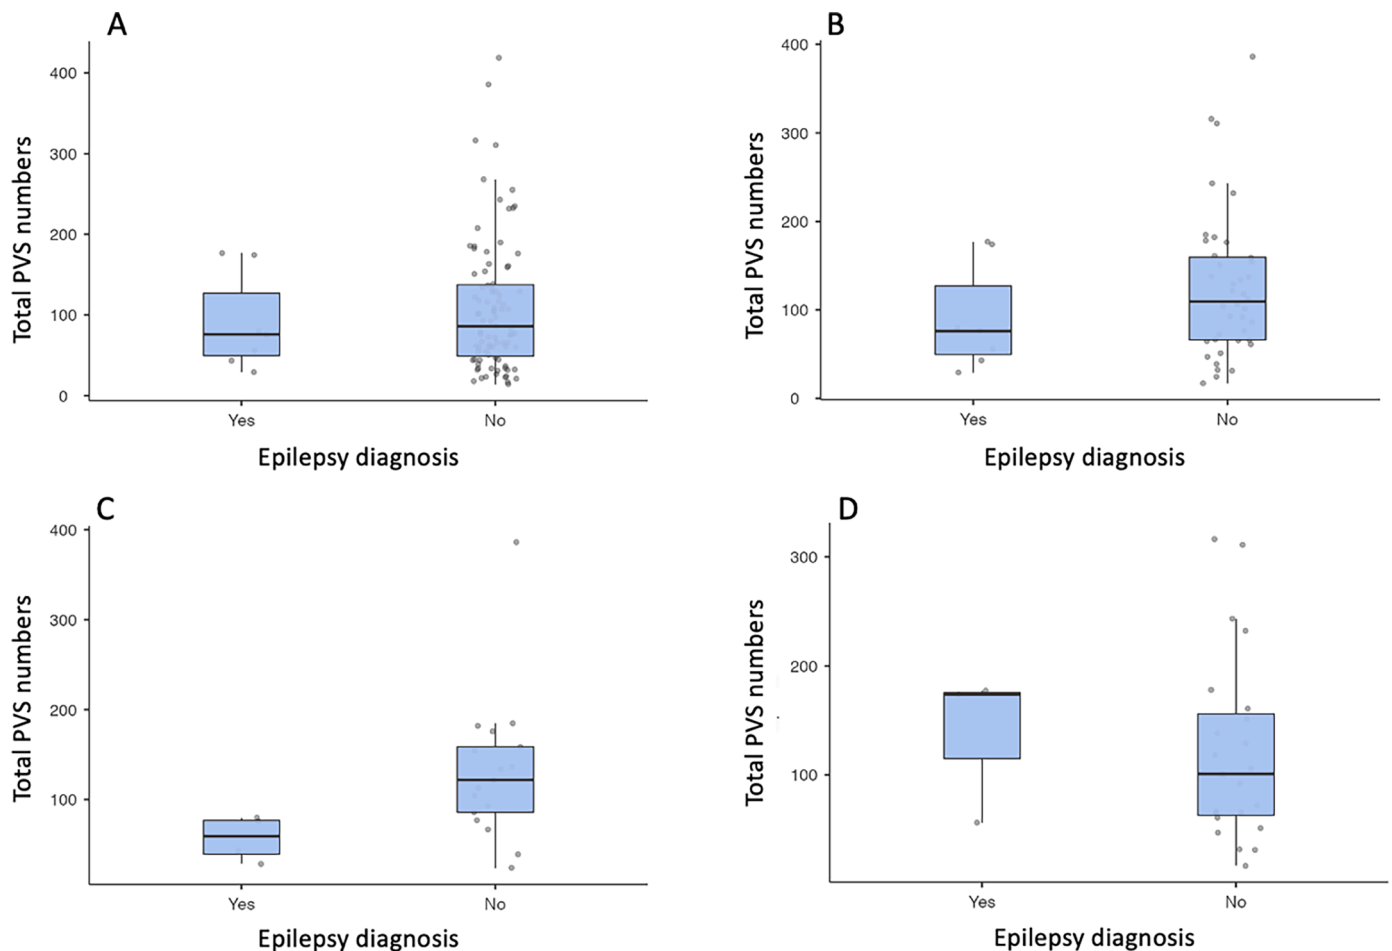 A
Total PVS numbers
400
300
200
100
0
Yes
No
Epilepsy diagnosis
B
Total PVS numbers
400
300
200
100
0
Yes
No
Epilepsy diagnosis
C
Total PVS numbers
400
300
200
100
Yes
No
Epilepsy diagnosis
D
Total PVS numbers
300
200
100
Yes
No
Epilepsy diagnosis